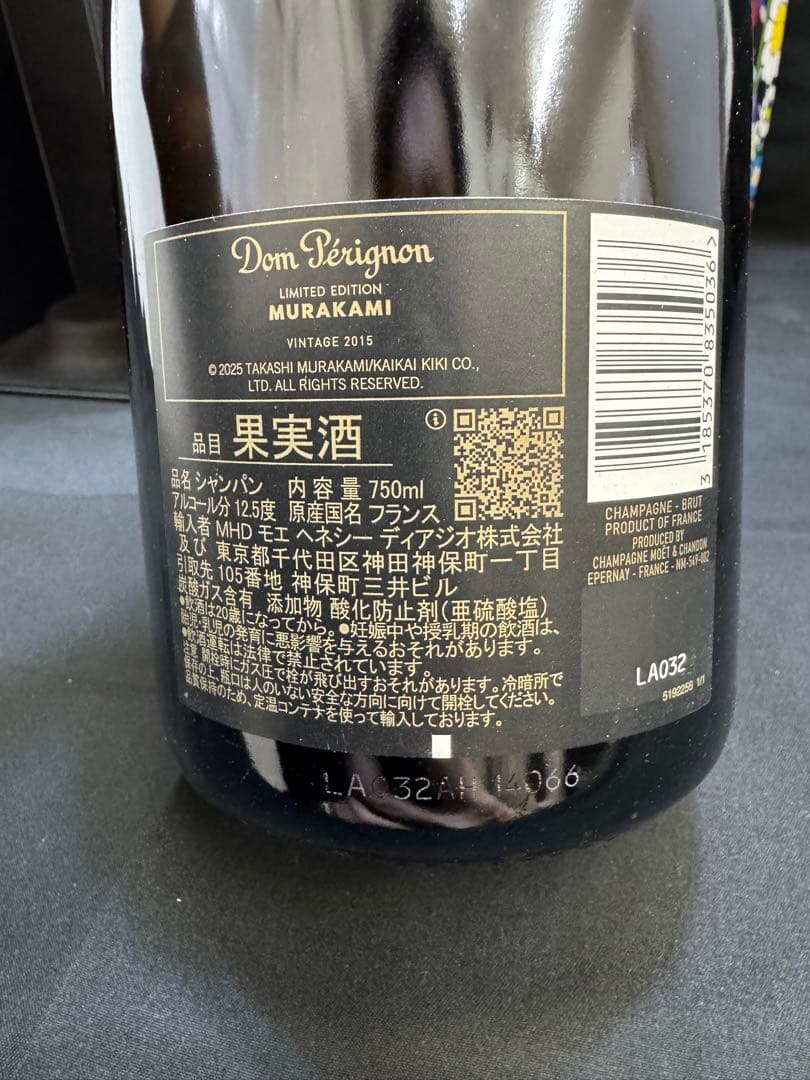 Dom Pérignon
LIMITED EDITION
MURAKAMI
VINTAGE 2015
© 2025 TAKASHI MURAKAMI/KAIKAI KIKI CO.,
LTD. ALL RIGHTS RESERVED.
品目 果実酒
品名 シャンパン 内容量 750ml
アルコール分 12.5度 原産国名 フランス
輸入者 MHD モエ ヘネシー ディアジオ株式会社
及び 東京都千代田区神田神保町一丁目
引取先 105番地 神保町三井ビル
炭酸ガス含有 添加物 酸化防止剤(亜硫酸塩)
●飲酒は20歳になってから。●妊娠中や授乳期の飲酒は、
胎児・乳児の発育に悪影響を与えるおそれがあります。
●飲酒運転は法律で禁止されています。
注意 開栓時にガス圧で栓が飛び出すおそれがあります。冷暗所で
保存の上、瓶口は人のいない安全な方向に向けて開栓してください。
品質保持のため、定温コンテナを使って輸入しております。
3 185370 835036 >
CHAMPAGNE - BRUT
PRODUCT OF FRANCE
PRODUCED BY
CHAMPAGNE MOËT & CHANDON
EPERNAY - FRANCE - NM-549-002
LA032
5192256 1/1
LA032AH 14066